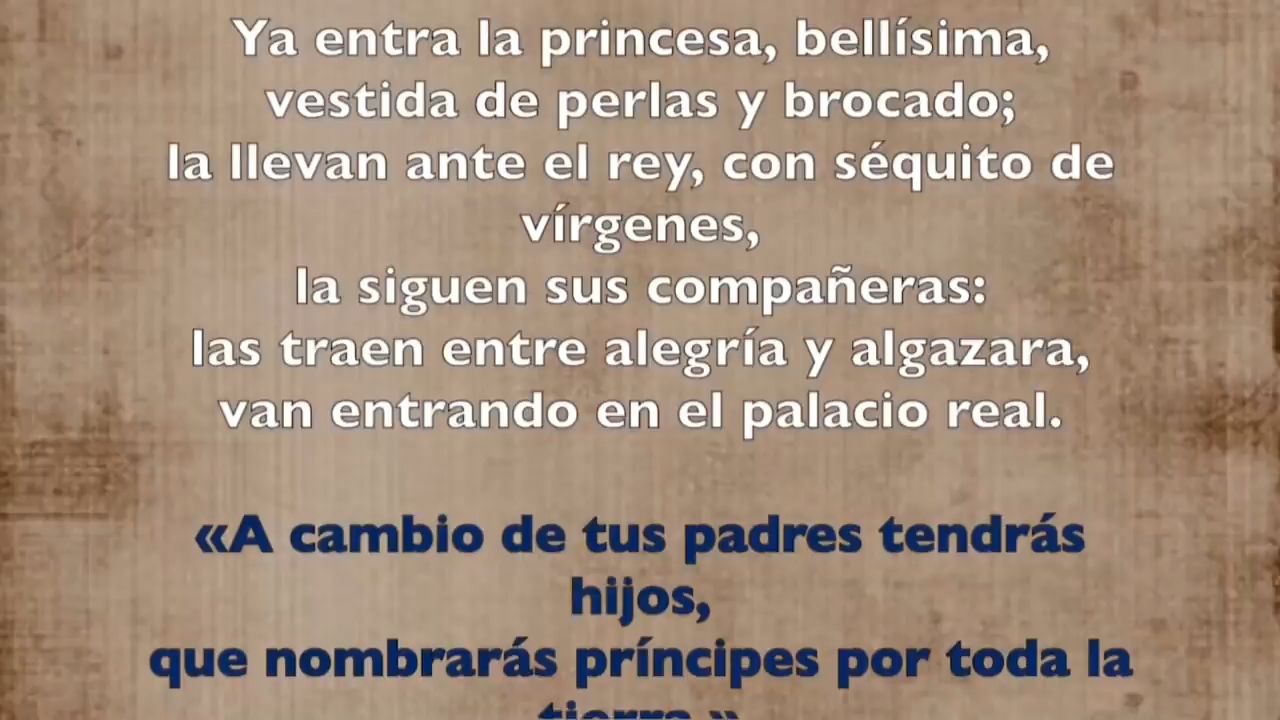 Ya entra la princesa, bellísima,
vestida de perlas y brocado;
la llevan ante el rey, con séquito de
vírgenes,
la siguen sus compañeras:
las traen entre alegría y algazara,
van entrando en el palacio real.
«A cambio de tus padres tendrás
hijos,
que nombrarás príncipes por toda la
tierra.»